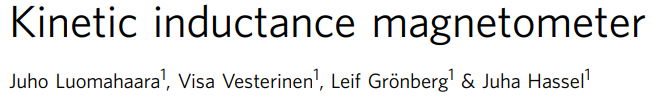 Kinetic inductance magnetometer
Juho Luomahaara¹, Visa Vesterinen¹, Leif Grönberg¹ & Juha Hassel¹